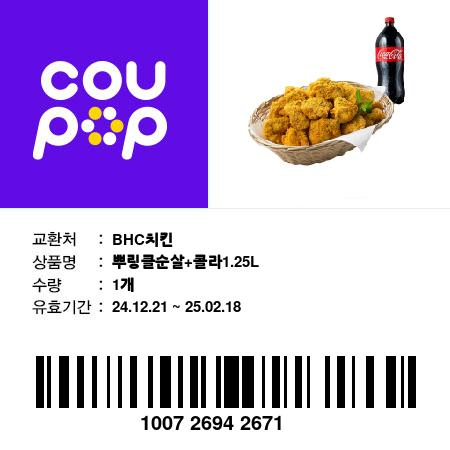 cou
pop
Coca-Cola
교환처 : BHC치킨
상품명 : 뿌링클순살+콜라1.25L
수량 : 1개
유효기간 : 24.12.21 ~ 25.02.18
1007 2694 2671